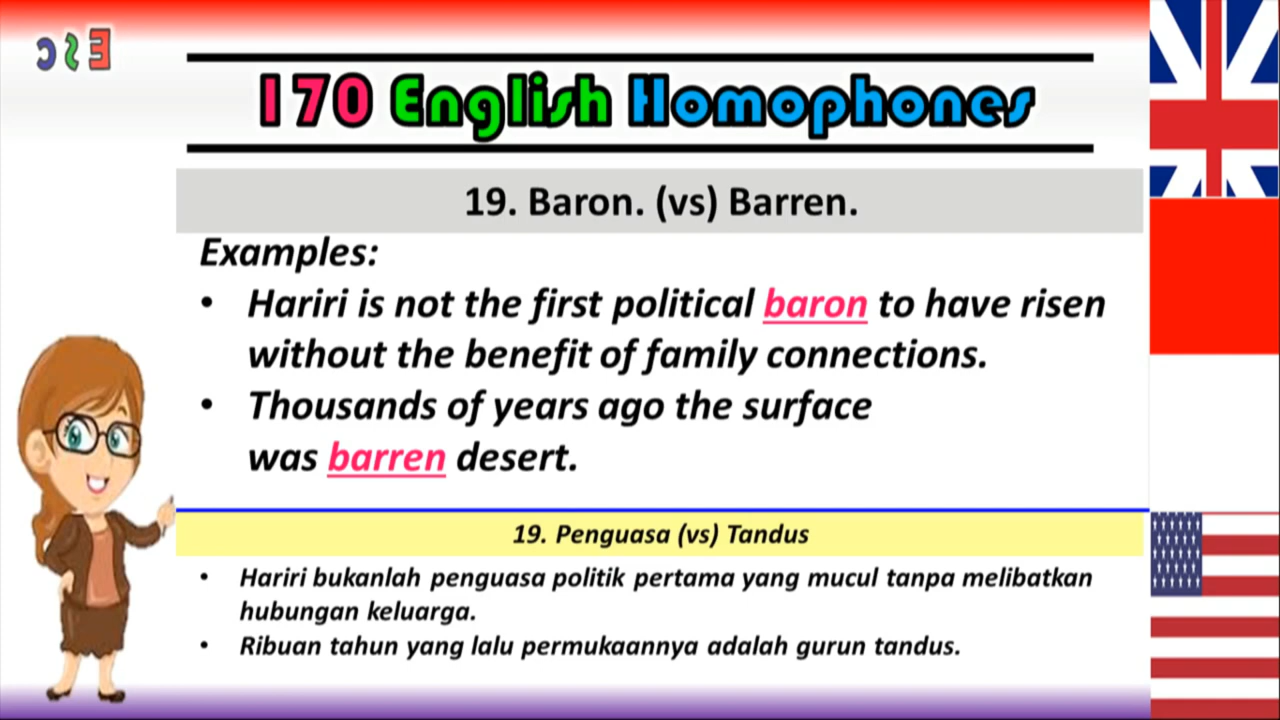 ESC
170 English Homophones
19. Baron. (vs) Barren.
Examples:
• Hariri is not the first political baron to have risen
without the benefit of family connections.
• Thousands of years ago the surface
was barren desert.
19. Penguasa (vs) Tandus
• Hariri bukanlah penguasa politik pertama yang mucul tanpa melibatkan
hubungan keluarga.
• Ribuan tahun yang lalu permukaannya adalah gurun tandus.